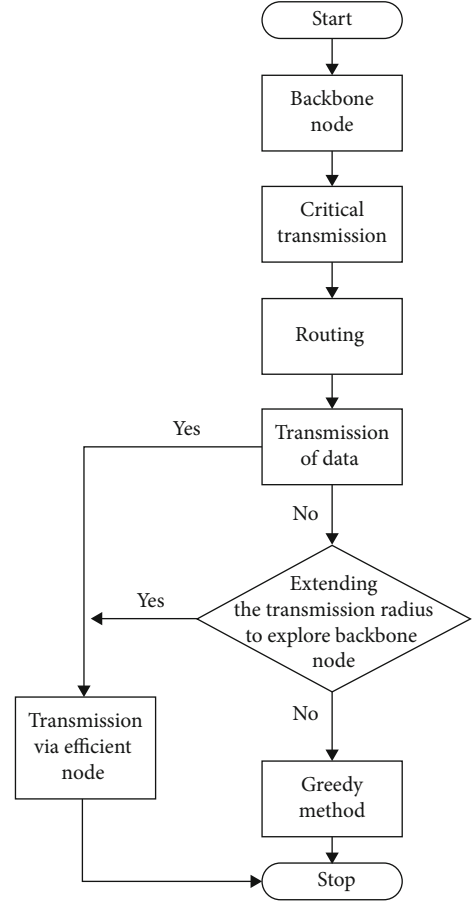 Start
Backbone
node
Critical
transmission
Routing
Transmission
of data
Yes
No
Extending
the transmission radius
to explore backbone
node
Yes
No
Transmission
via efficient
node
Greedy
method
Stop